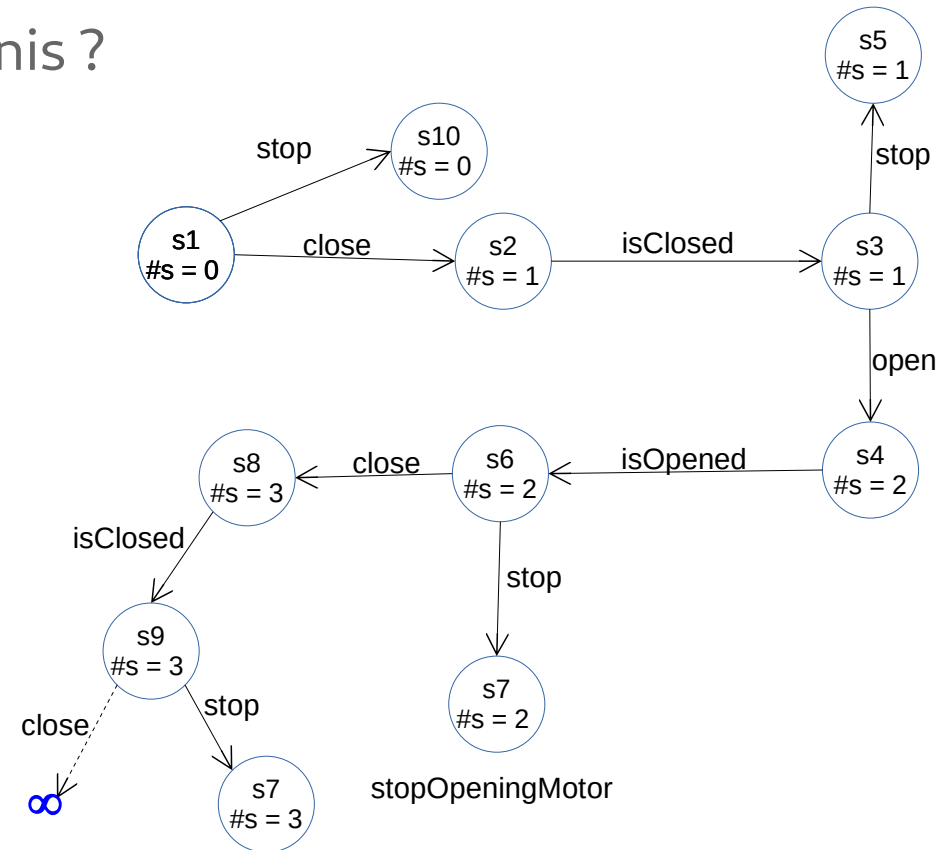 nis ?
s5
#s = 1
stop
s10
#s = 0
stop
s1
#s = 0
close
s2
#s = 1
isClosed
s3
#s = 1
open
s8
#s = 3
close
s6
#s = 2
isOpened
s4
#s = 2
isClosed
stop
s9
#s = 3
close
stop
s7
#s = 2
∞
s7
#s = 3
stopOpeningMotor